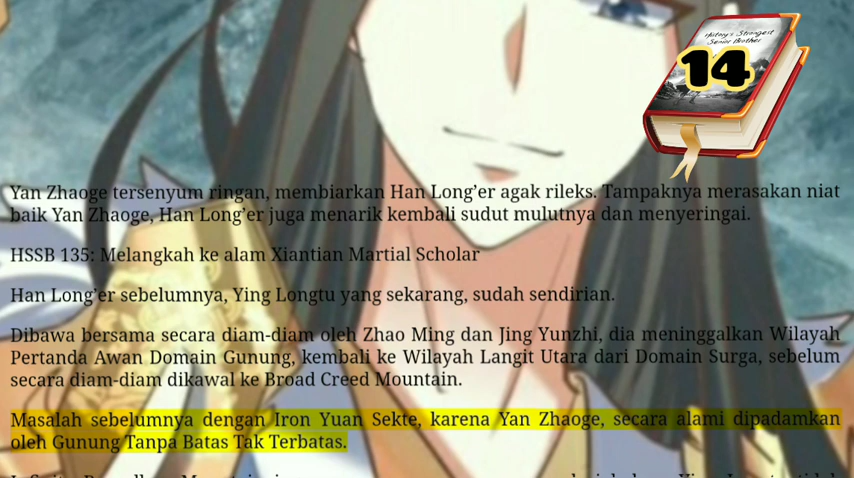 History's Strongest
Senior Brother
14
Yan Zhaoge tersenyum ringan, membiarkan Han Long'er agak rileks. Tampaknya merasakan niat
baik Yan Zhaoge, Han Long'er juga menarik kembali sudut mulutnya dan menyeringai.
HSSB 135: Melangkah ke alam Xiantian Martial Scholar
Han Long'er sebelumnya, Ying Longtu yang sekarang, sudah sendirian.
Dibawa bersama secara diam-diam oleh Zhao Ming dan Jing Yunzhi, dia meninggalkan Wilayah
Pertanda Awan Domain Gunung, kembali ke Wilayah Langit Utara dari Domain Surga, sebelum
secara diam-diam dikawal ke Broad Creed Mountain.
Masalah sebelumnya dengan Iron Yuan Sekte, karena Yan Zhaoge, secara alami dipadamkan
oleh Gunung Tanpa Batas Tak Terbatas.